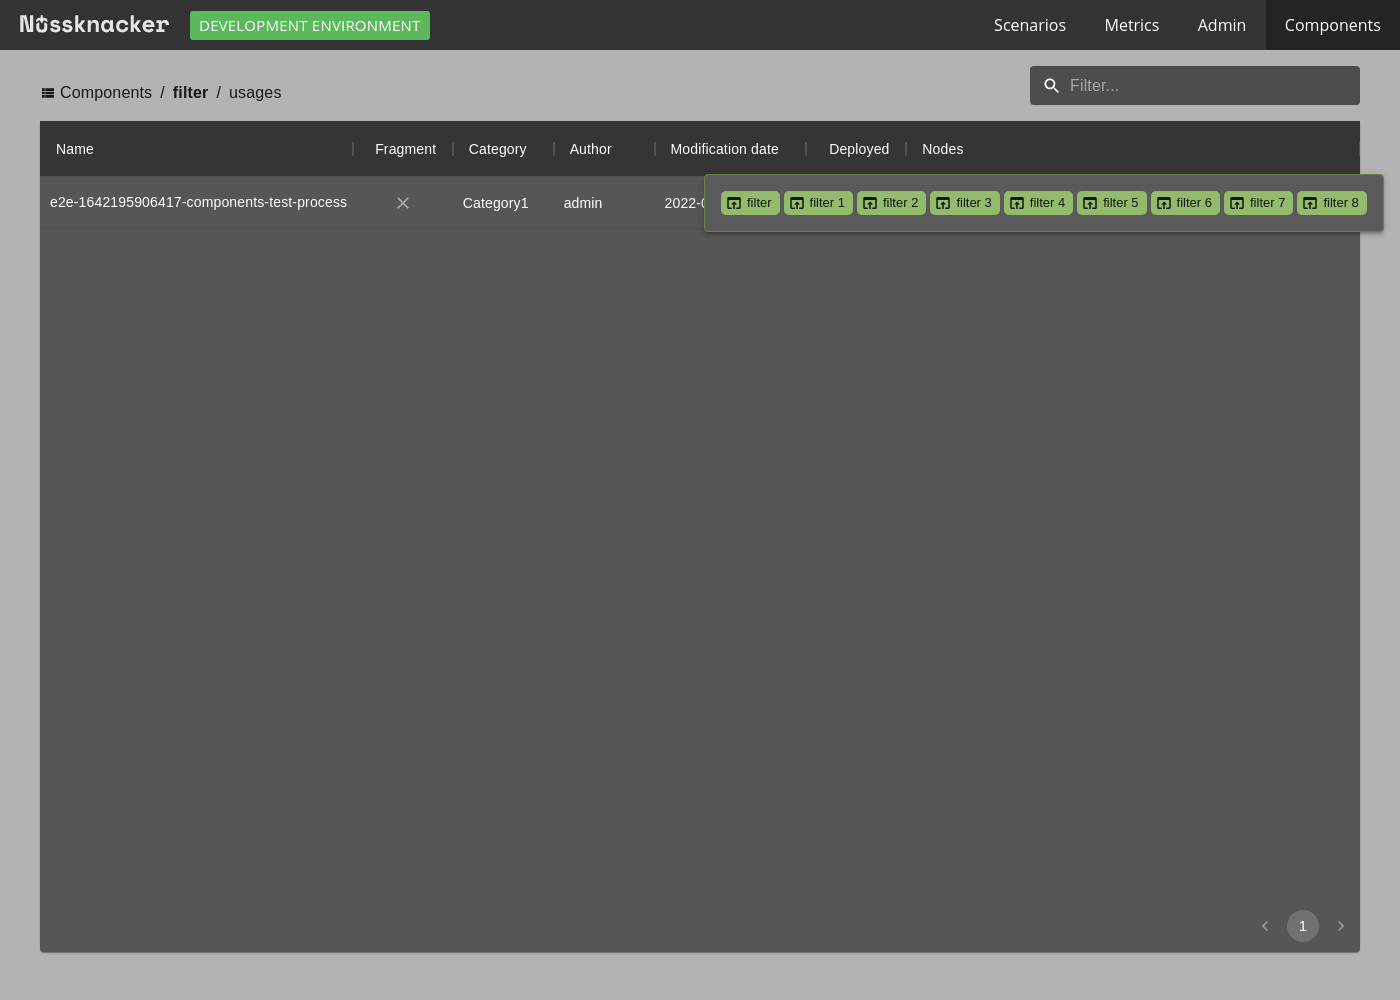 Nussknacker DEVELOPMENT ENVIRONMENT Scenarios Metrics Admin Components
Components / filter / usages
Filter...
Name Fragment Category Author Modification date Deployed Nodes
e2e-1642195906417-components-test-process Category1 admin 2022-0 filter filter 1 filter 2 filter 3 filter 4 filter 5 filter 6 filter 7 filter 8
1